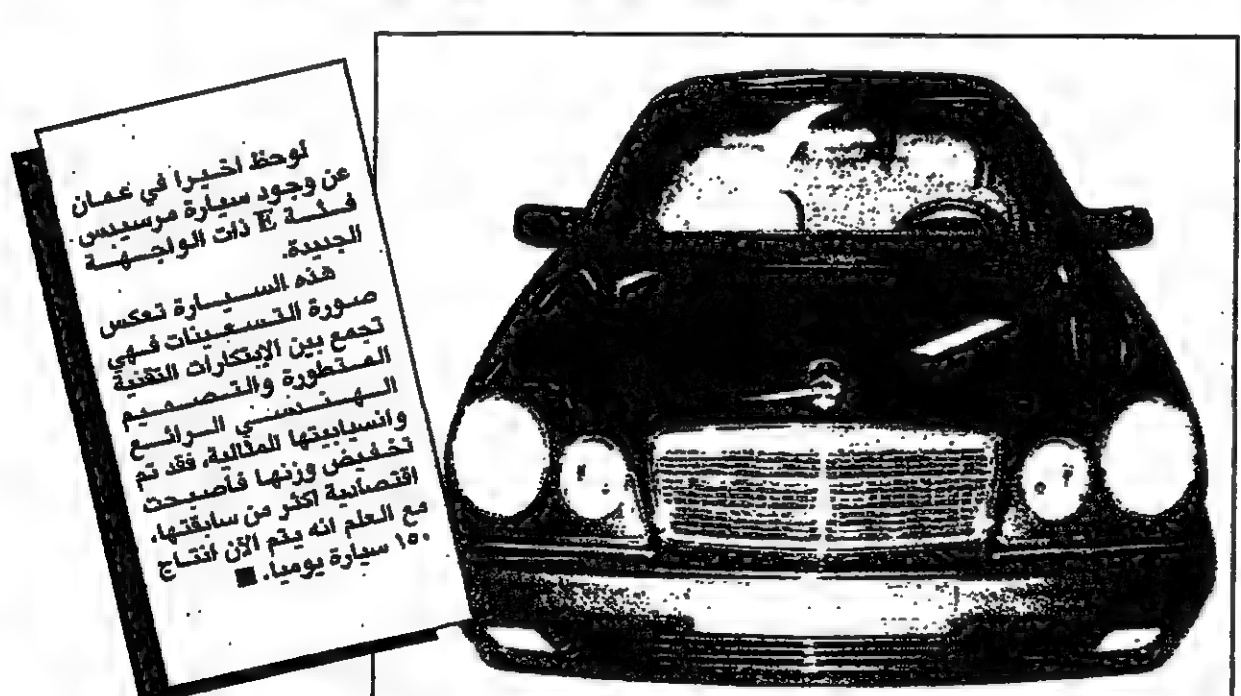 لوحظ اخيرا في عمان
عن وجود سيارة مرسيدس
فئة E ذات الواجهة
الجديدة.
هذه السيارة تعكس
صورة التسعينات فهي
تجمع بين الإبتكارات التقنية
المتطورة والتصميم
الهندسي الرائع
وانسيابيتها المثالية، فقد تم
تخفيض وزنها فأصبحت
اقتصادية اكثر من سابقتها،
مع العلم انه يتم الآن انتاج
١٥٠ سيارة يوميا. ■